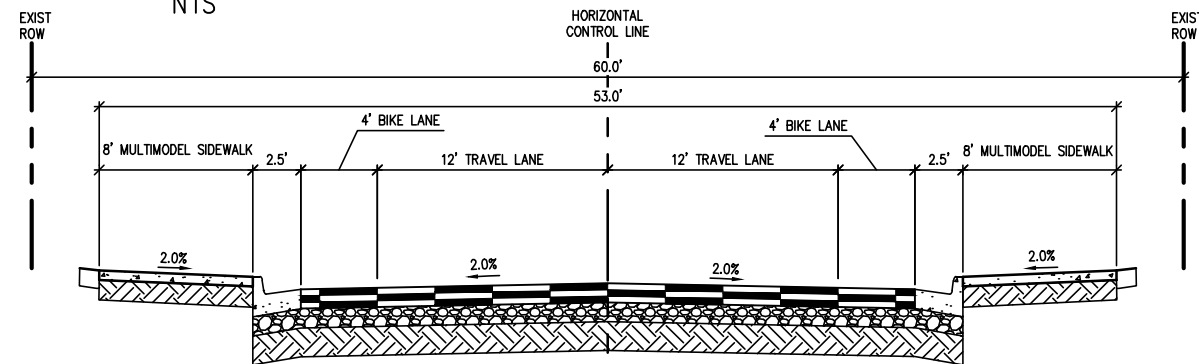 NTS
EXIST
ROW
HORIZONTAL
CONTROL LINE
EXIST
ROW
60.0'
53.0'
4' BIKE LANE
4' BIKE LANE
8' MULTIMODEL SIDEWALK
2.5'
12' TRAVEL LANE
12' TRAVEL LANE
2.5'
8' MULTIMODEL SIDEWALK
2.0%
2.0%
2.0%
2.0%